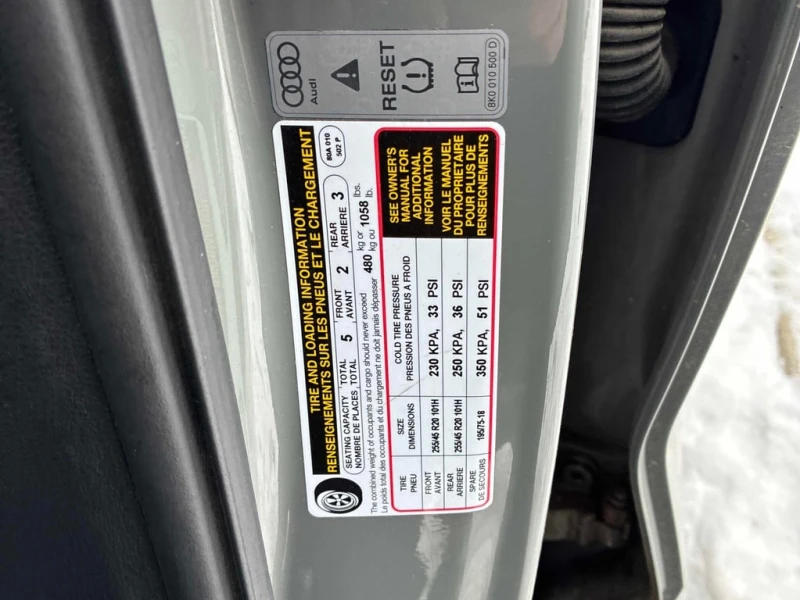 Audi
RESET
8K0 010 500 D
TIRE AND LOADING INFORMATION
RENSEIGNEMENTS SUR LES PNEUS ET LE CHARGEMENT
80A 010
502 P
SEATING CAPACITY TOTAL 5 FRONT 2 REAR 3
NOMBRE DE PLACES TOTAL AVANT ARRIERE
The combined weight of occupants and cargo should never exceed 480 kg or 1058 lbs.
Le poids total des occupants et du chargement ne doit jamais dépasser kg ou lb.
TIRE SIZE COLD TIRE PRESSURE
PNEU DIMENSIONS PRESSION DES PNEUS A FROID
FRONT 255/45 R20 101H 230 KPA, 33 PSI
AVANT
REAR 255/45 R20 101H 250 KPA, 36 PSI
ARRIERE
SPARE 195/75-18 350 KPA, 51 PSI
DE SECOURS
SEE OWNER'S
MANUAL FOR
ADDITIONAL
INFORMATION
VOIR LE MANUEL
DU PROPRIETAIRE
POUR PLUS DE
RENSEIGNEMENTS